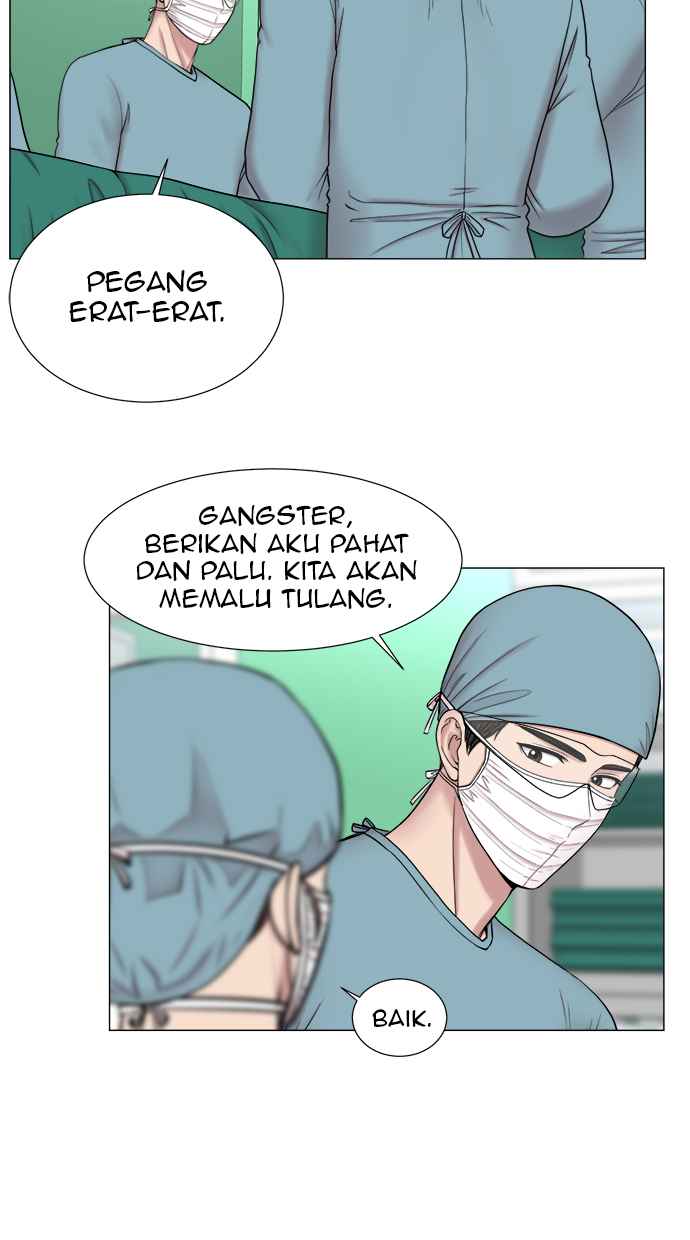 PEGANG
ERAT-ERAT.
GANGSTER,
BERIKAN AKU PAHAT
DAN PALU. KITA AKAN
MEMALU TULANG.
BAIK.